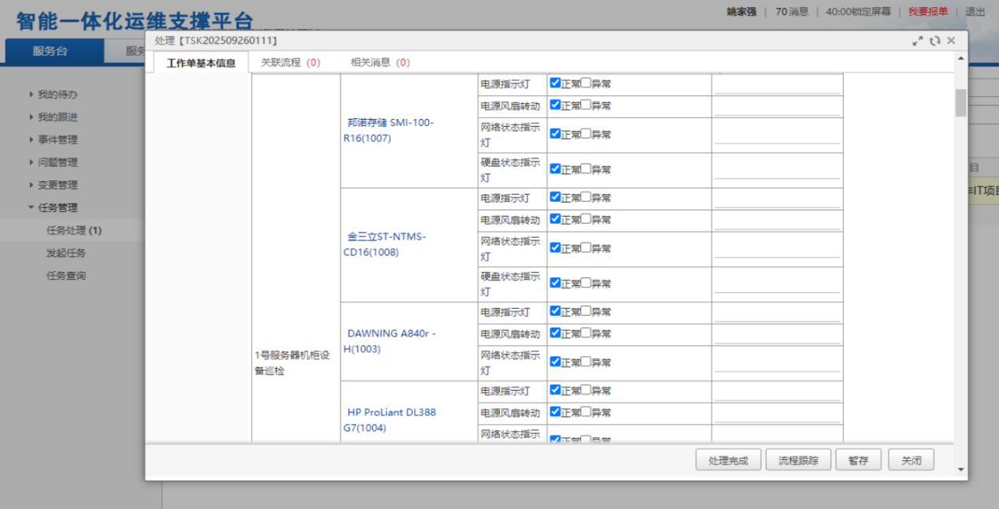 智能一体化运维支撑平台
姚家强 | 70消息 | 40:00锁定屏幕 | 我要报单 | 退出
服务台
服务
处理【TSK202509260111】
工作单基本信息 关联流程 (0) 相关消息 (0)
我的待办
我的跟进
事件管理
问题管理
变更管理
任务管理
任务处理 (1)
发起任务
任务查询
1号服务器机柜设
备巡检
邦诺存储 SMI-100-
R16(1007)
电源指示灯 正常 异常
电源风扇转动 正常 异常
网络状态指示
灯 正常 异常
硬盘状态指示
灯 正常 异常
金三立ST-NTMS-
CD16(1008)
电源指示灯 正常 异常
电源风扇转动 正常 异常
网络状态指示
灯 正常 异常
硬盘状态指示
灯 正常 异常
DAWNING A840r -
H(1003)
电源指示灯 正常 异常
电源风扇转动 正常 异常
网络状态指示
灯 正常 异常
HP ProLiant DL388
G7(1004)
电源指示灯 正常 异常
电源风扇转动 正常 异常
网络状态指示
正常 异常
目
IT项目
处理完成 流程跟踪 暂存 关闭